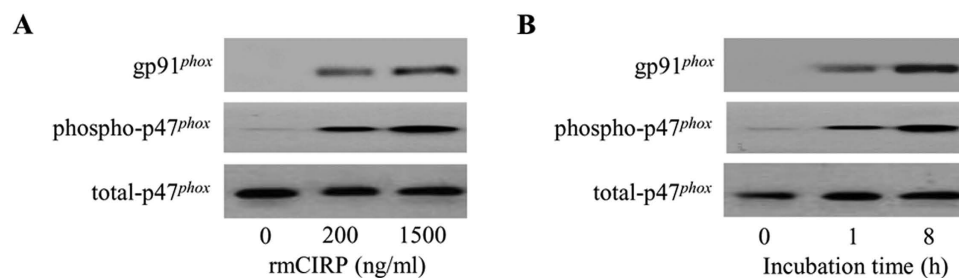 A
gp91phox
phospho-p47phox
total-p47phox
0 200 1500
rmCIRP (ng/ml)
B
gp91phox
phospho-p47phox
total-p47phox
0 1 8
Incubation time (h)